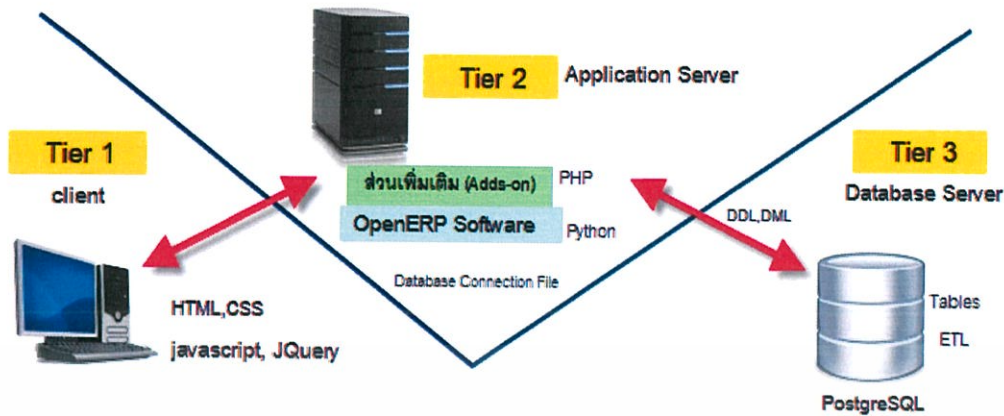 Tier 1
client
HTML,CSS
javascript, JQuery
Tier 2
Application Server
ส่วนเพิ่มเติม (Adds-on)
PHP
OpenERP Software
Python
Database Connection File
Tier 3
Database Server
DDL,DML
Tables
ETL
PostgreSQL